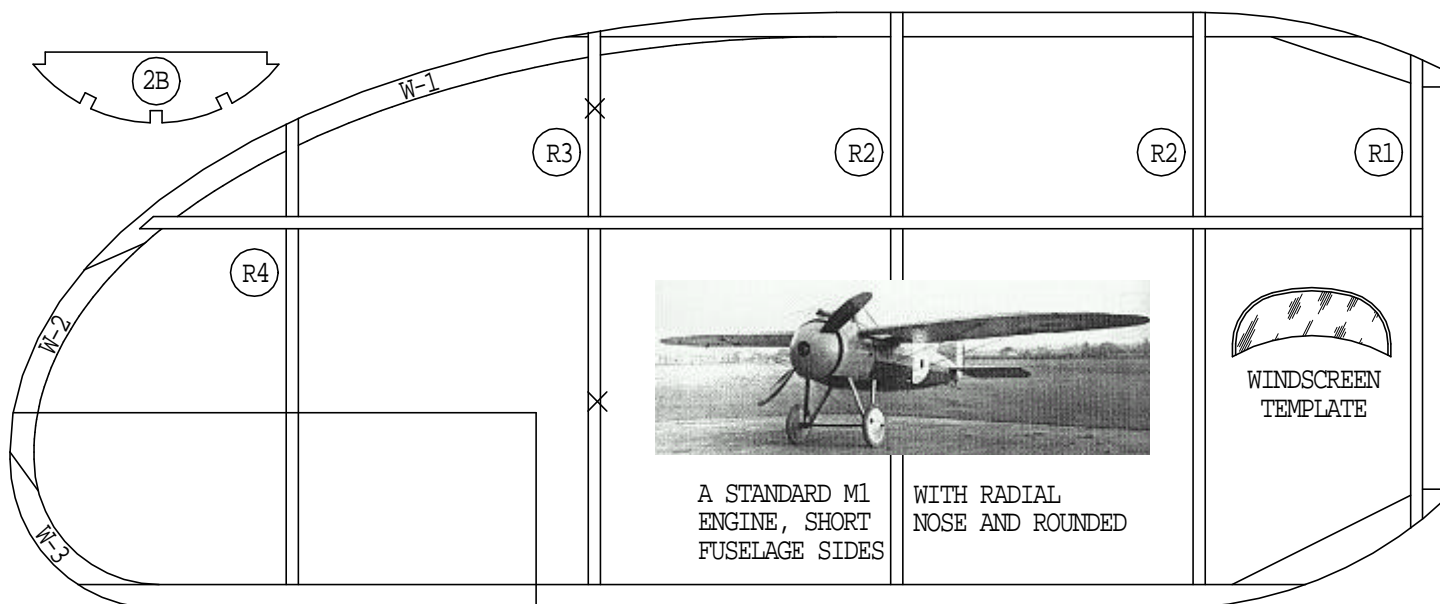 2B
W-1
R3
R2
R2
R1
R4
W-2
WINDSCREEN
TEMPLATE
W-3
A STANDARD M1 WITH RADIAL
ENGINE, SHORT NOSE AND ROUNDED
FUSELAGE SIDES